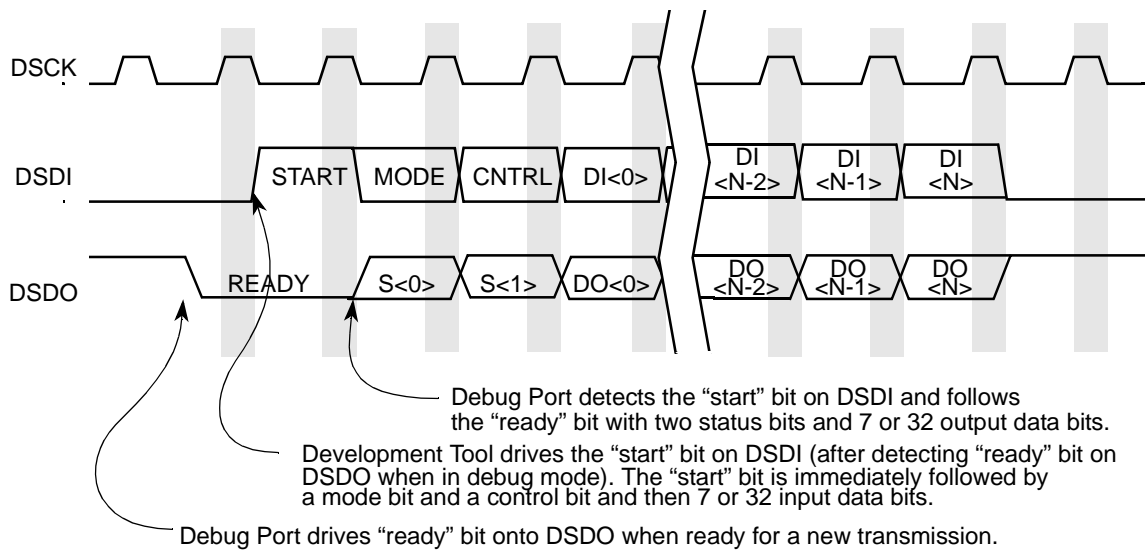 DSCK
DSDI
START MODE CNTRL DI<0> DI <N-2> DI <N-1> DI <N>
DSDO
READY S<0> S<1> DO<0> DO <N-2> DO <N-1> DO <N>
Debug Port detects the “start” bit on DSDI and follows
the “ready” bit with two status bits and 7 or 32 output data bits.
Development Tool drives the “start” bit on DSDI (after detecting “ready” bit on
DSDO when in debug mode). The “start” bit is immediately followed by
a mode bit and a control bit and then 7 or 32 input data bits.
Debug Port drives “ready” bit onto DSDO when ready for a new transmission.